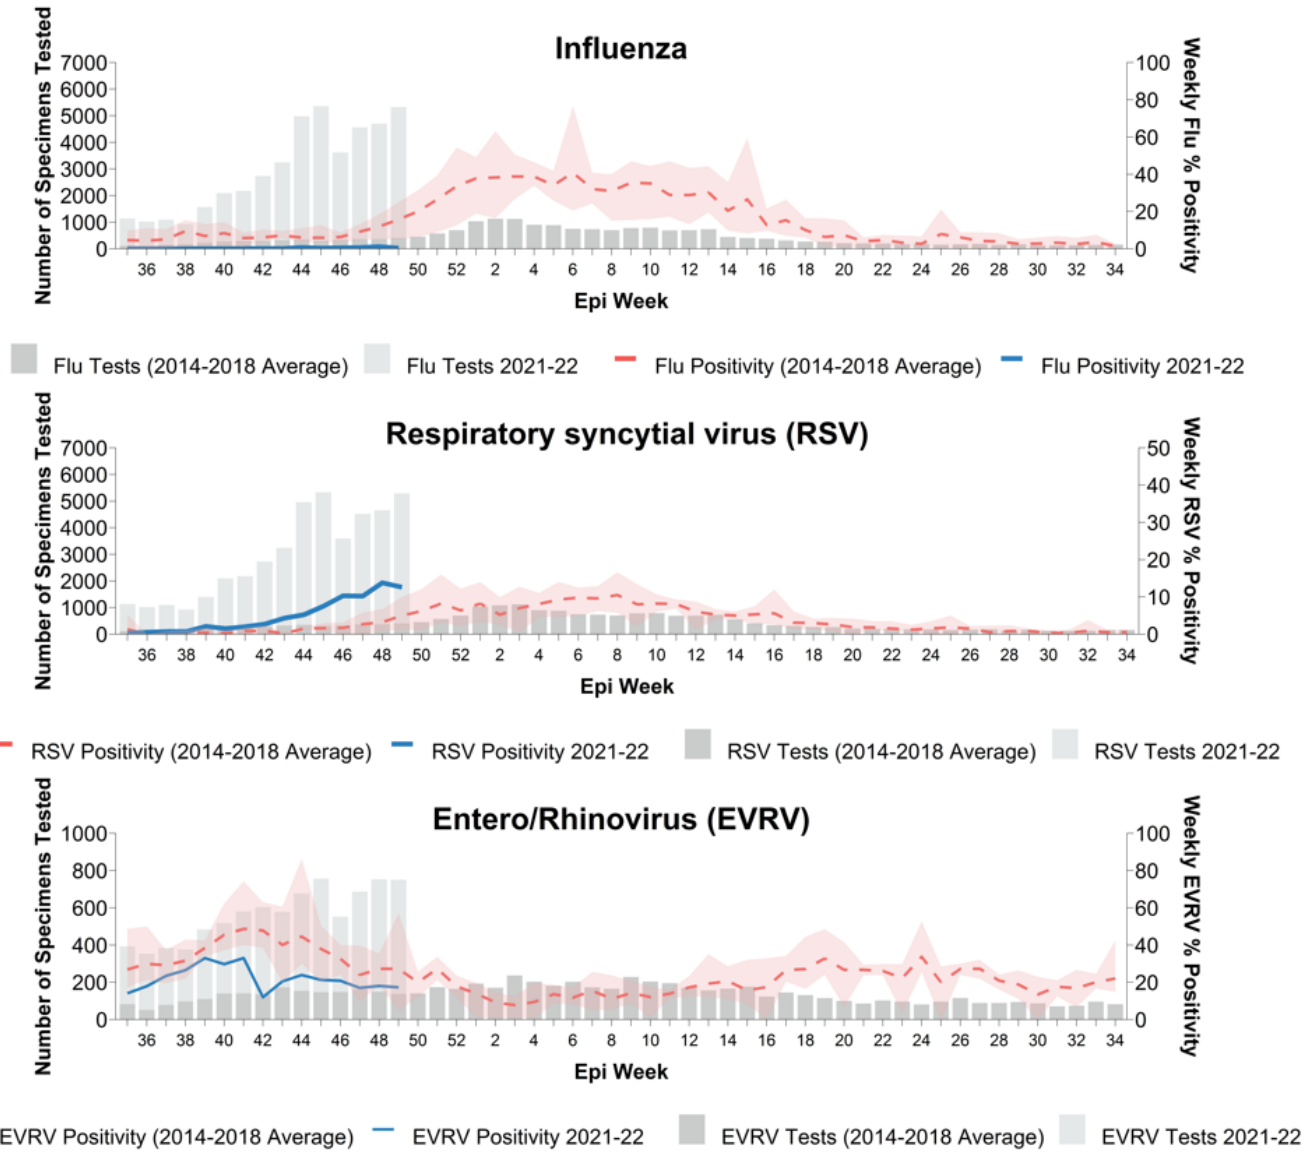 Influenza
Number of Specimens Tested
7000
6000
5000
4000
3000
2000
1000
0
100
80
60
40
20
0
Weekly Flu % Positivity
36 38 40 42 44 46 48 50 52 2 4 6 8 10 12 14 16 18 20 22 24 26 28 30 32 34
Epi Week
Flu Tests (2014-2018 Average) Flu Tests 2021-22 Flu Positivity (2014-2018 Average) Flu Positivity 2021-22
Respiratory syncytial virus (RSV)
Number of Specimens Tested
7000
6000
5000
4000
3000
2000
1000
0
50
40
30
20
10
0
Weekly RSV % Positivity
36 38 40 42 44 46 48 50 52 2 4 6 8 10 12 14 16 18 20 22 24 26 28 30 32 34
Epi Week
RSV Positivity (2014-2018 Average) RSV Positivity 2021-22 RSV Tests (2014-2018 Average) RSV Tests 2021-22
Entero/Rhinovirus (EVRV)
Number of Specimens Tested
1000
800
600
400
200
0
100
80
60
40
20
0
Weekly EVRV % Positivity
36 38 40 42 44 46 48 50 52 2 4 6 8 10 12 14 16 18 20 22 24 26 28 30 32 34
Epi Week
EVRV Positivity (2014-2018 Average) EVRV Positivity 2021-22 EVRV Tests (2014-2018 Average) EVRV Tests 2021-22